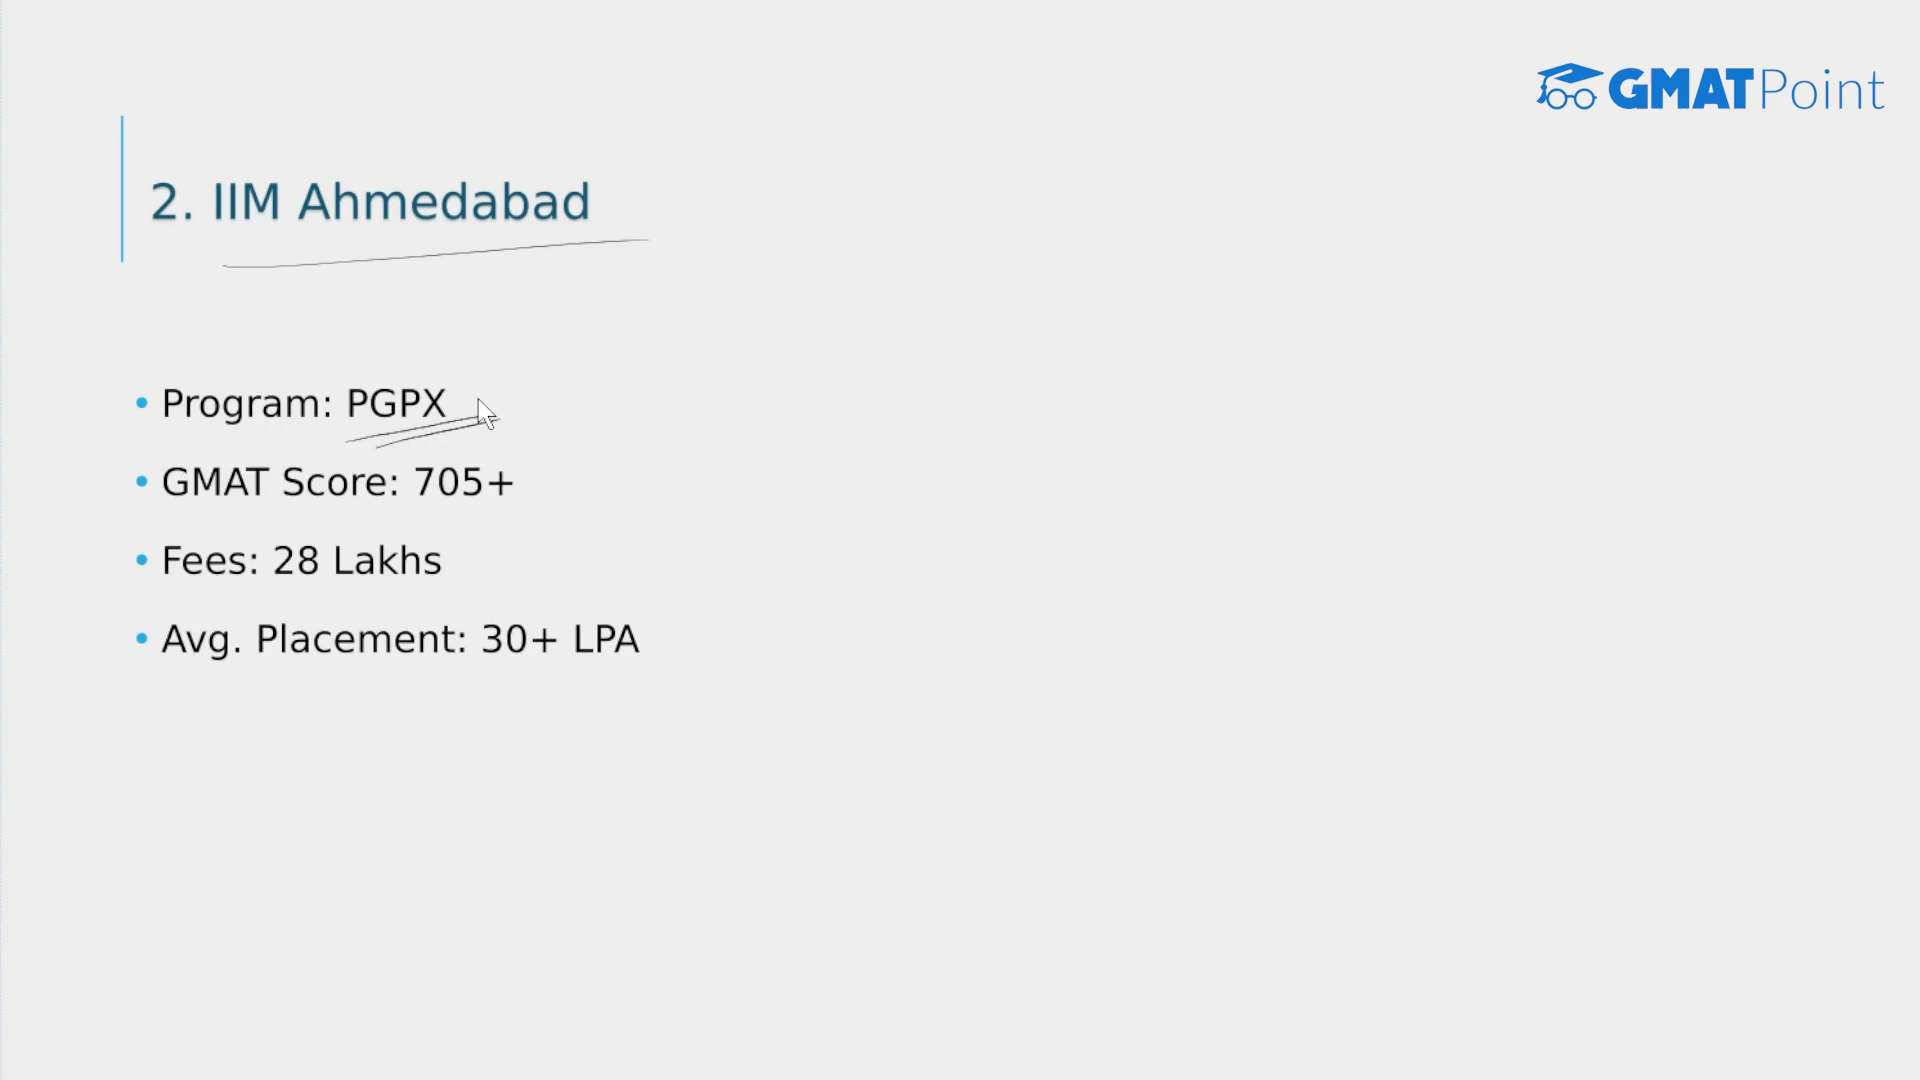 GMATPoint
2. IIM Ahmedabad
• Program: PGPX
• GMAT Score: 705+
• Fees: 28 Lakhs
• Avg. Placement: 30+ LPA